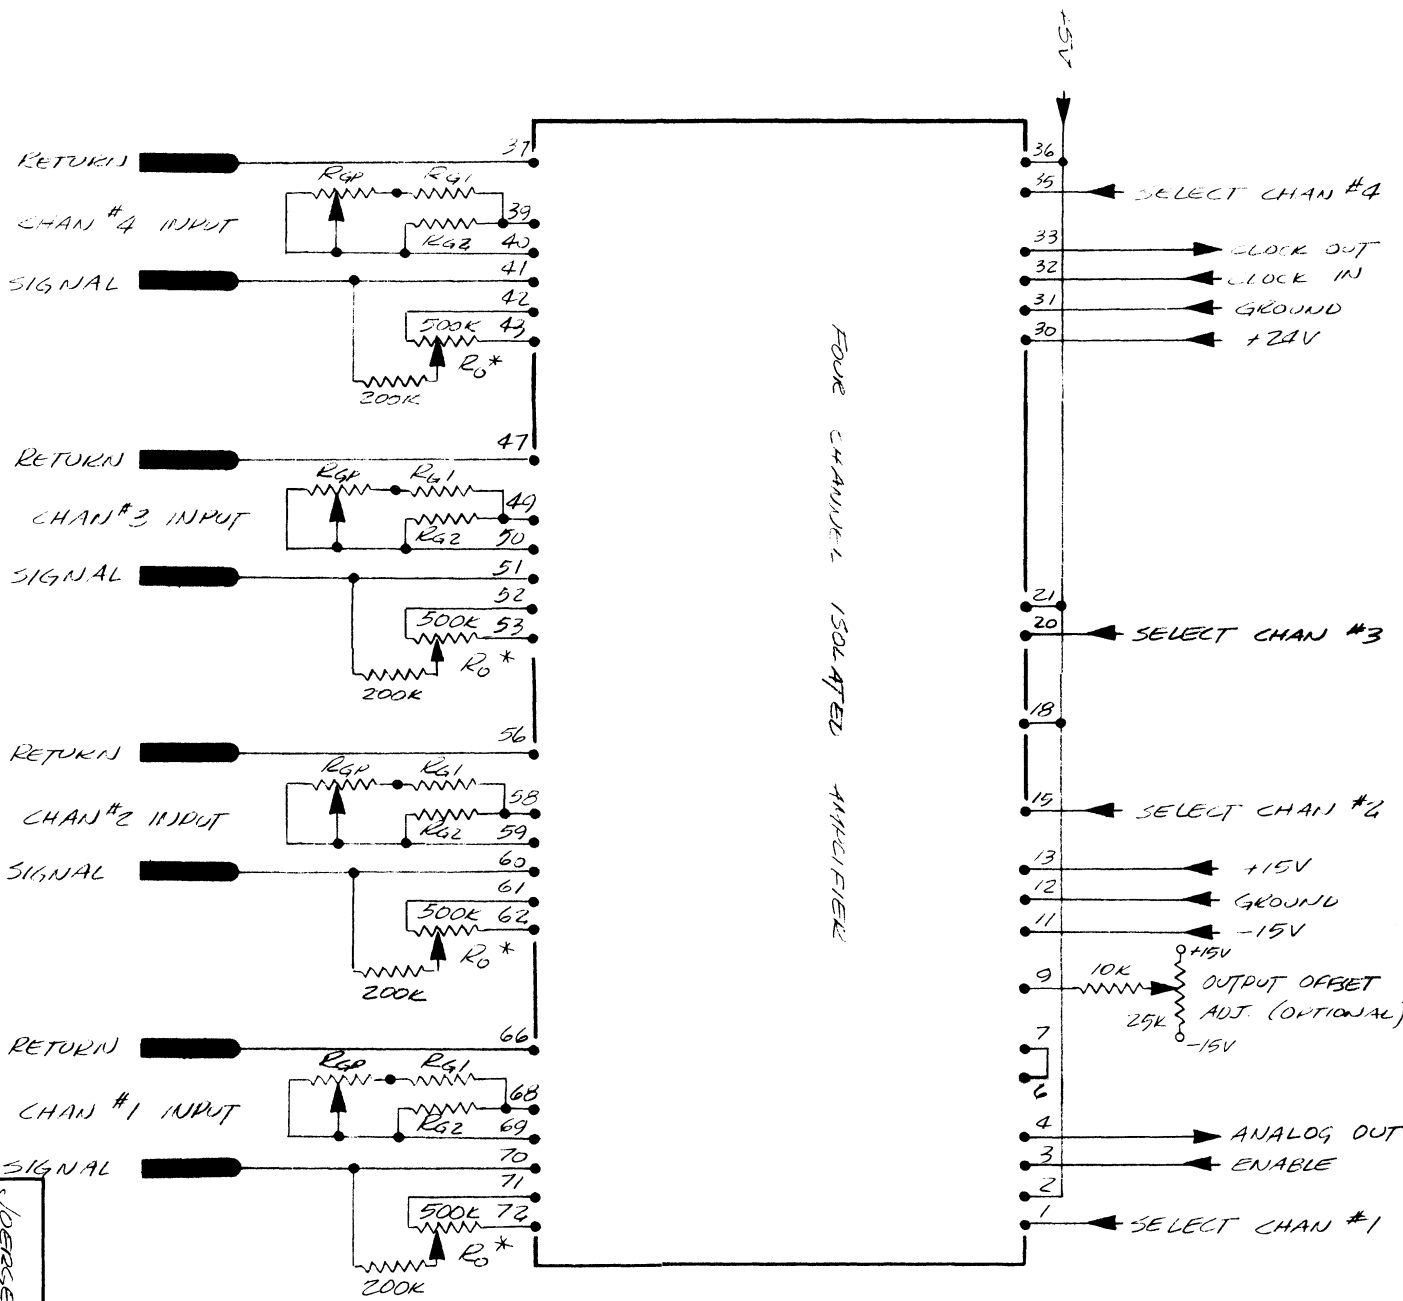 +5V
RETURN
37
36
RGP
RG1
35
SELECT CHAN #4
CHAN #4 INPUT
39
RG2
40
33
CLOCK OUT
SIGNAL
41
32
CLOCK IN
42
31
GROUND
500K
43
30
+24V
RO*
200K
FOUR CHANNEL ISOLATED AMPLIFIER
RETURN
47
RGP
RG1
CHAN #3 INPUT
49
RG2
50
SIGNAL
51
52
21
500K
53
20
SELECT CHAN #3
RO*
200K
18
RETURN
56
RGP
RG1
CHAN #2 INPUT
58
15
SELECT CHAN #2
RG2
59
SIGNAL
60
13
+15V
61
12
GROUND
500K
62
11
-15V
RO*
200K
+15V
9
10K
OUTPUT OFFSET
ADJ. (OPTIONAL)
25K
-15V
RETURN
66
7
RGP
RG1
6
CHAN #1 INPUT
68
RG2
69
4
ANALOG OUT
SIGNAL
70
3
ENABLE
71
2
500K
72
1
SELECT CHAN #1
RO*
200K